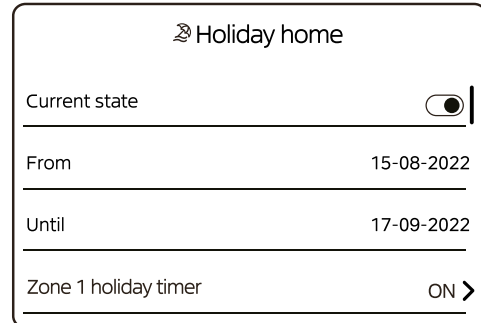 Holiday home
Current state
From 15-08-2022
Until 17-09-2022
Zone 1 holiday timer ON